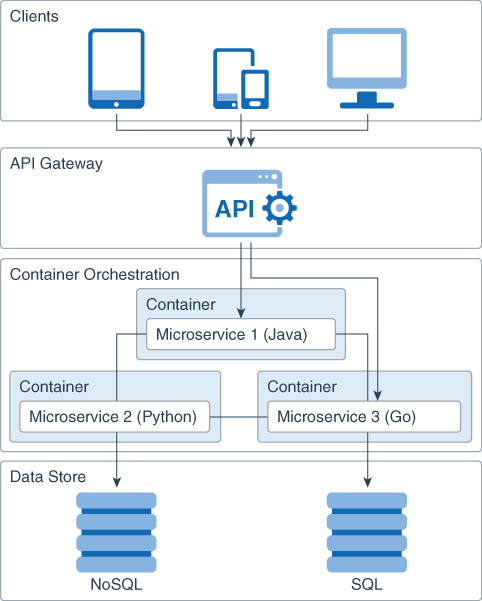 Clients
API Gateway
API
Container Orchestration
Container
Microservice 1 (Java)
Container
Microservice 2 (Python)
Container
Microservice 3 (Go)
Data Store
NoSQL
SQL